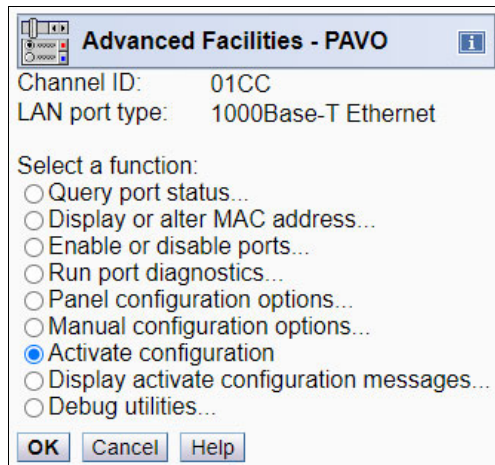 Advanced Facilities - PAVO i
Channel ID: 01CC
LAN port type: 1000Base-T Ethernet
Select a function:
Query port status...
Display or alter MAC address...
Enable or disable ports...
Run port diagnostics...
Panel configuration options...
Manual configuration options...
Activate configuration
Display activate configuration messages...
Debug utilities...
OK Cancel Help